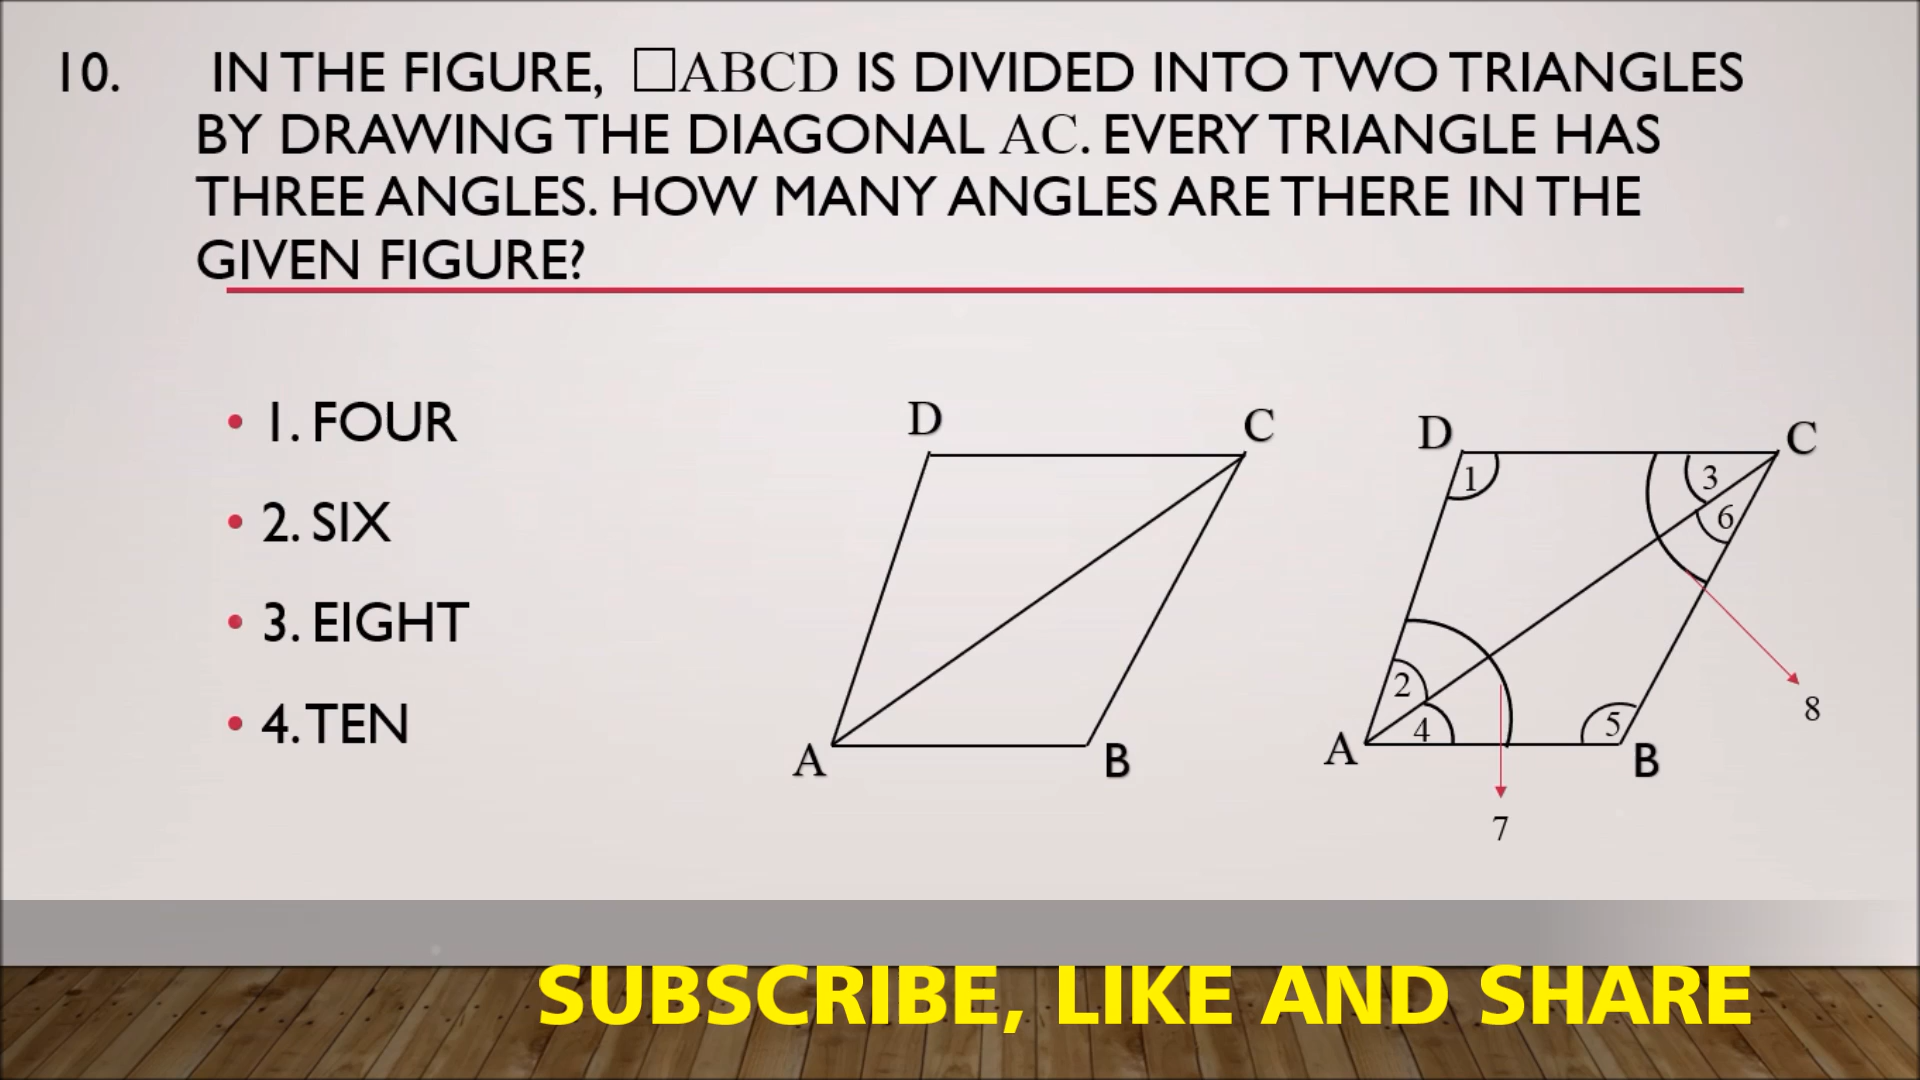 10. IN THE FIGURE, □ABCD IS DIVIDED INTO TWO TRIANGLES
BY DRAWING THE DIAGONAL AC. EVERY TRIANGLE HAS
THREE ANGLES. HOW MANY ANGLES ARE THERE IN THE
GIVEN FIGURE?
• 1. FOUR
• 2. SIX
• 3. EIGHT
• 4. TEN
D C
A B
D C
1 3
6
2
4 5
A B
8
7
SUBSCRIBE, LIKE AND SHARE